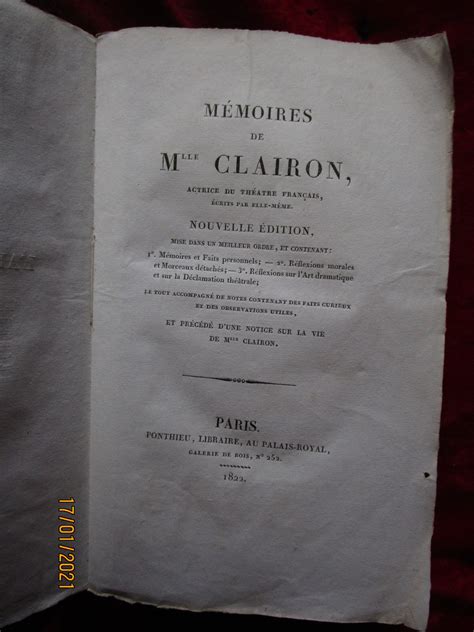 MÉMOIRES
DE
MLLE CLAIRON,
ACTRICE DU THÉATRE FRANÇAIS,
ÉCRITS PAR ELLE-MÊME.
NOUVELLE ÉDITION,
MISE DANS UN MEILLEUR ORDRE, ET CONTENANT:
1º. Mémoires et Faits personnels; — 2º. Réflexions morales
et Morceaux détachés; — 3º. Réflexions sur l'Art dramatique
et sur la Déclamation théâtrale;
LE TOUT ACCOMPAGNÉ DE NOTES CONTENANT DES FAITS CURIEUX
ET DES OBSERVATIONS UTILES,
ET PRÉCÉDÉ D'UNE NOTICE SUR LA VIE
DE MLLE CLAIRON.
PARIS.
PONTHIEU, LIBRAIRE, AU PALAIS-ROYAL,
GALERIE DE BOIS, Nº 252.
1822.
17/01/2021